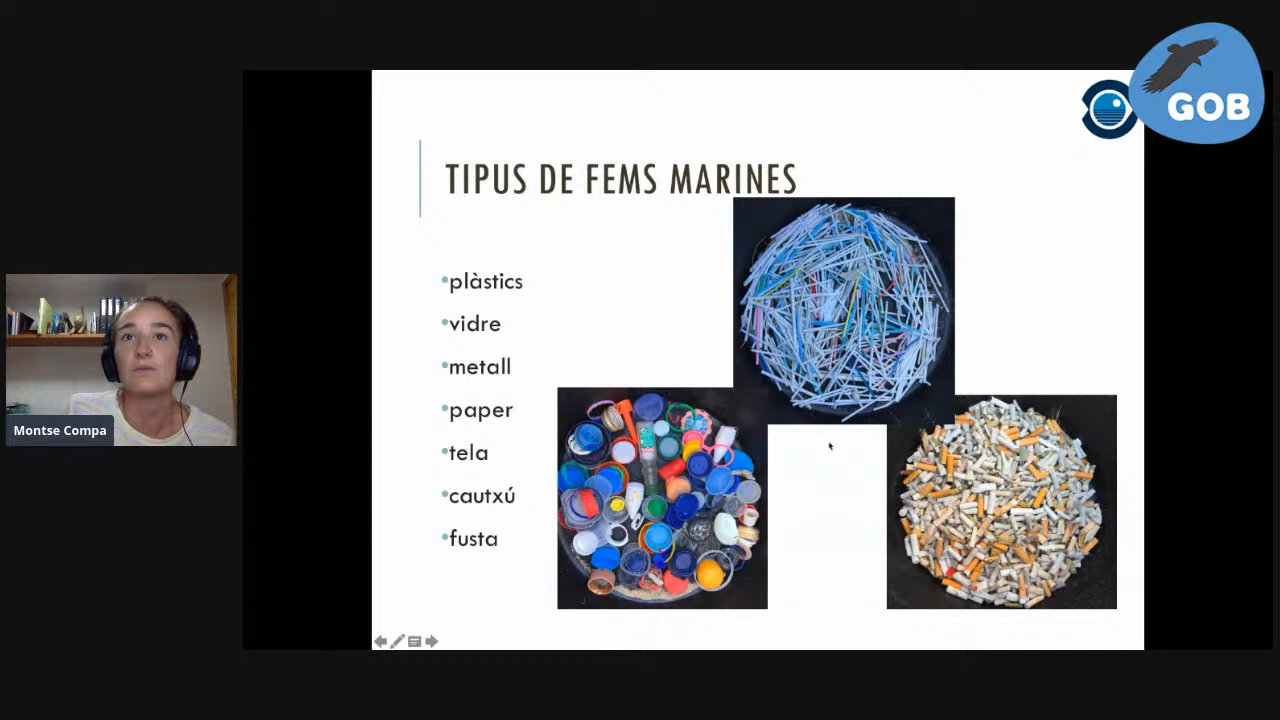 GOB
TIPUS DE FEMS MARINES
•plàstics
•vidre
•metall
•paper
•tela
•cautxú
•fusta
Montse Compa